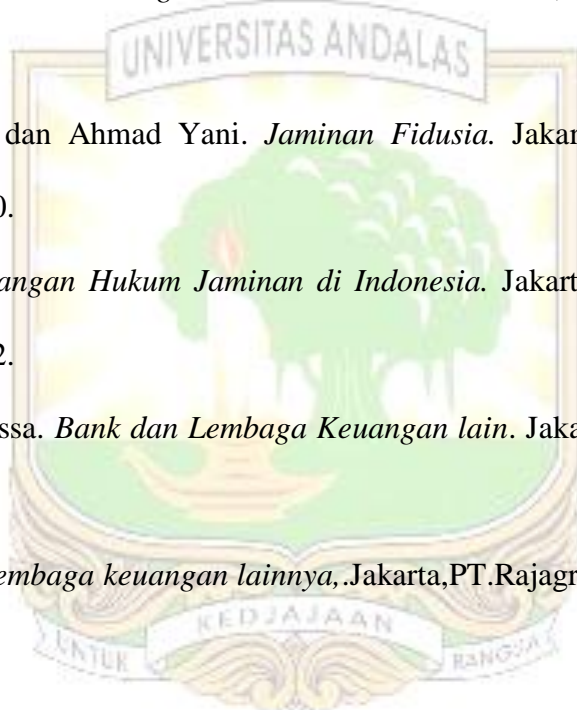 UNIVERSITAS ANDALAS
dan Ahmad Yani. Jaminan Fidusia. Jakar
0.
angan Hukum Jaminan di Indonesia. Jakart
2.
ssa. Bank dan Lembaga Keuangan lain. Jaka
embaga keuangan lainnya,.Jakarta,PT.Rajagr
KEDJAJAAN
UNTUK
BANGSA